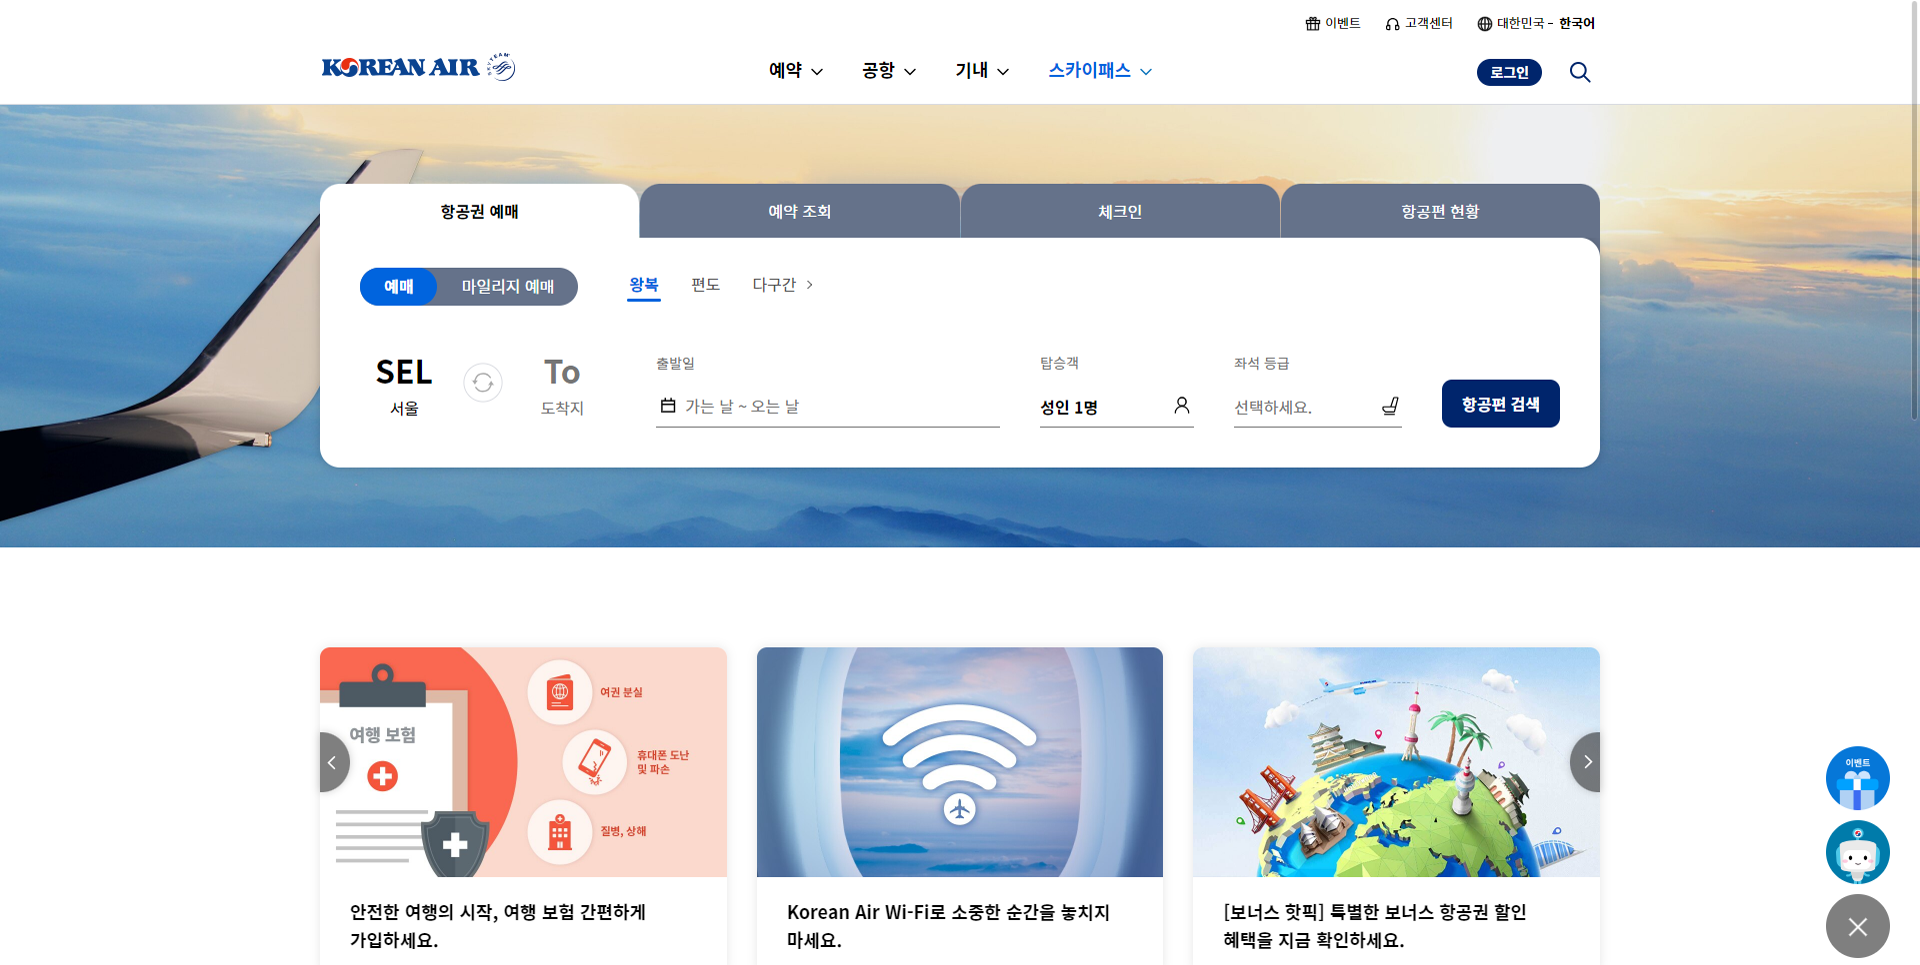 이벤트
고객센터
대한민국 - 한국어
KOREAN AIR
SKYTEAM
예약
공항
기내
스카이패스
로그인
항공권 예매
예약 조회
체크인
항공편 현황
예매
마일리지 예매
왕복
편도
다구간
SEL
서울
To
도착지
출발일
가는 날 ~ 오는 날
탑승객
성인 1명
좌석 등급
선택하세요.
항공편 검색
여행 보험
여권 분실
휴대폰 도난
및 파손
질병, 상해
안전한 여행의 시작, 여행 보험 간편하게
가입하세요.
Korean Air Wi-Fi로 소중한 순간을 놓치지
마세요.
[보너스 핫픽] 특별한 보너스 항공권 할인
혜택을 지금 확인하세요.
이벤트